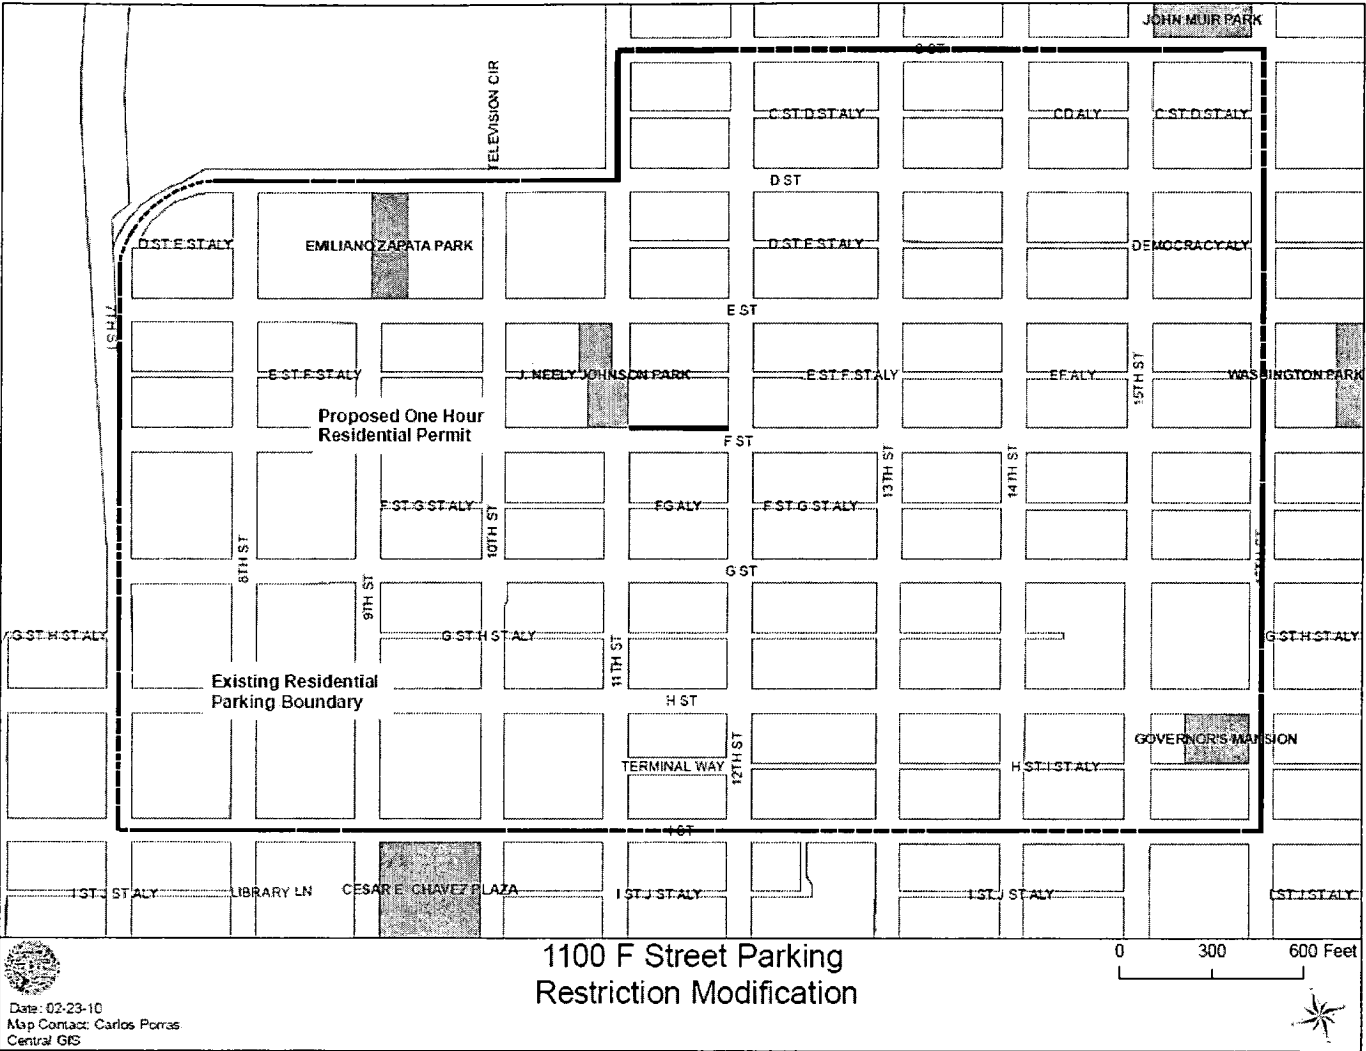 JOHN MUIR PARK
C ST
TELEVISION CIR
C ST D ST ALY
CD ALY
C ST D ST ALY
D ST
D ST E ST ALY
EMILIANO ZAPATA PARK
D ST E ST ALY
DEMOCRACY ALY
E ST
7TH ST
E ST F ST ALY
J. NEELY JOHNSON PARK
E ST F ST ALY
EF ALY
15TH ST
WASHINGTON PARK
Proposed One Hour
Residential Permit
F ST
13TH ST
14TH ST
F ST G ST ALY
FG ALY
F ST G ST ALY
10TH ST
8TH ST
G ST
9TH ST
G ST H ST ALY
G ST H ST ALY
11TH ST
G ST H ST ALY
Existing Residential
Parking Boundary
H ST
GOVERNOR'S MANSION
12TH ST
TERMINAL WAY
H ST I ST ALY
I ST
I ST J ST ALY
LIBRARY LN
CESAR E. CHAVEZ PLAZA
I ST J ST ALY
I ST J ST ALY
I ST J ST ALY
1100 F Street Parking
Restriction Modification
0 300 600 Feet
Date: 02-23-10
Map Contact: Carlos Porras
Central GIS